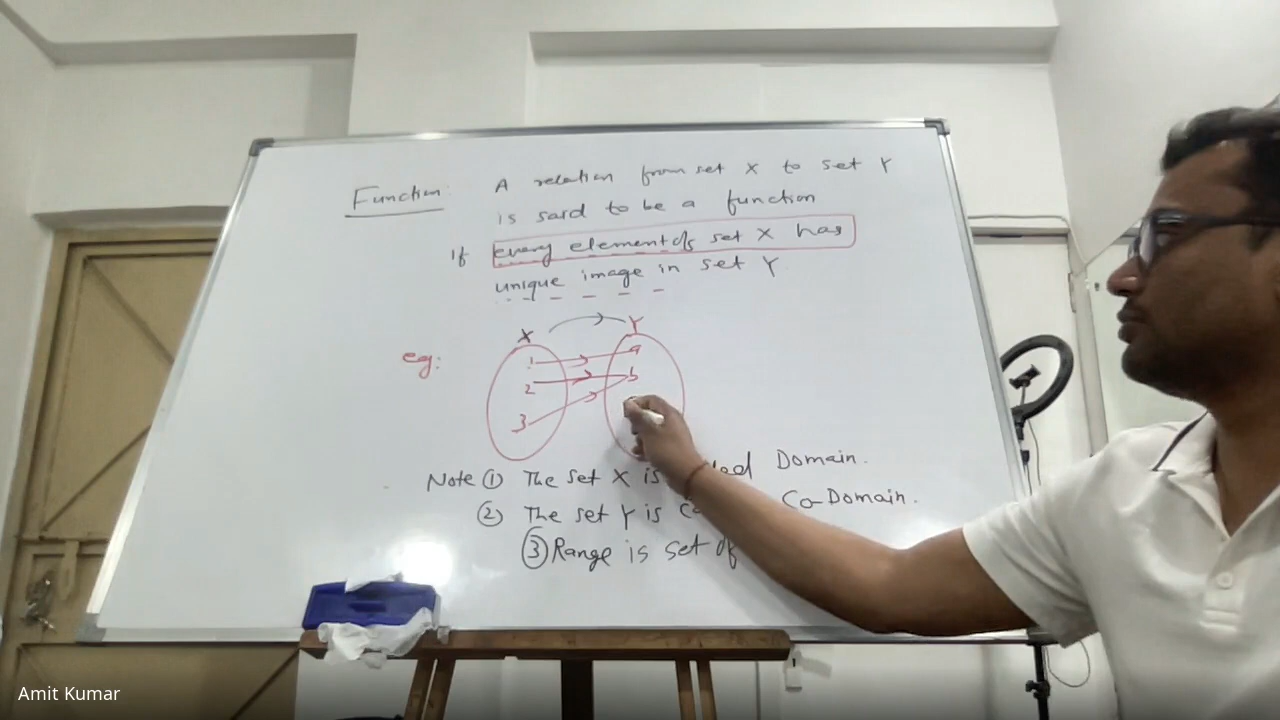 Function: A relation from set X to set Y
is said to be a function
If every element of set X has
unique image in set Y.
X Y
eg:
1 a
2 b
3
Note ① The set X is Domain.
② The set Y is Co-Domain.
③ Range is set of
Amit Kumar